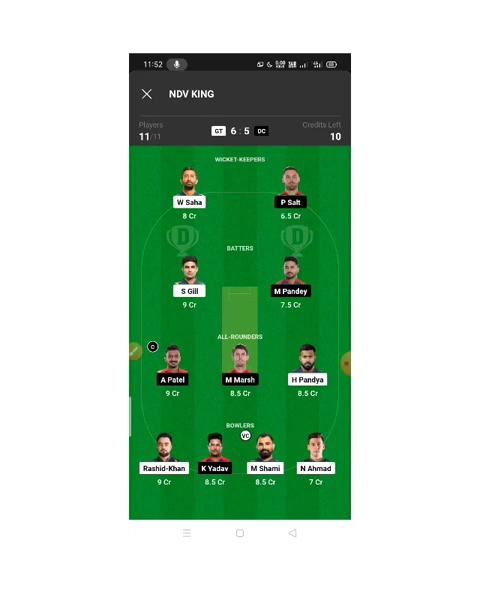 11:52
NDV KING
Players
Credits Left
11/11
GT 6 : 5 DC
10
WICKET-KEEPERS
W Saha
P Salt
8 Cr
6.5 Cr
BATTERS
S Gill
M Pandey
9 Cr
7.5 Cr
ALL-ROUNDERS
C
A Patel
M Marsh
H Pandya
9 Cr
8.5 Cr
8.5 Cr
BOWLERS
VC
Rashid-Khan
K Yadav
M Shami
N Ahmad
9 Cr
8.5 Cr
8.5 Cr
7 Cr